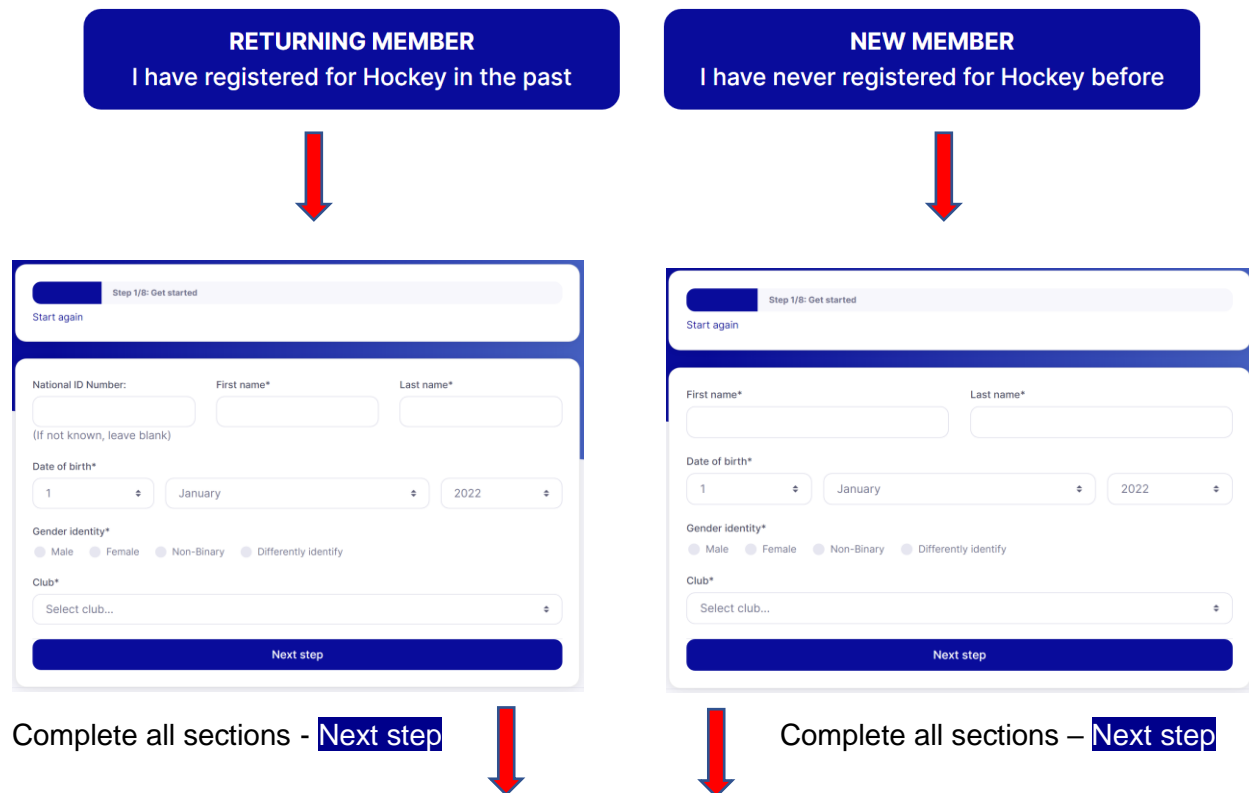 RETURNING MEMBER
I have registered for Hockey in the past
NEW MEMBER
I have never registered for Hockey before
Step 1/8: Get started
Start again
National ID Number:
First name*
Last name*
(If not known, leave blank)
Date of birth*
1
January
2022
Gender identity*
Male
Female
Non-Binary
Differently identify
Club*
Select club...
Next step
Complete all sections - Next step
Step 1/8: Get started
Start again
First name*
Last name*
Date of birth*
1
January
2022
Gender identity*
Male
Female
Non-Binary
Differently identify
Club*
Select club...
Next step
Complete all sections – Next step